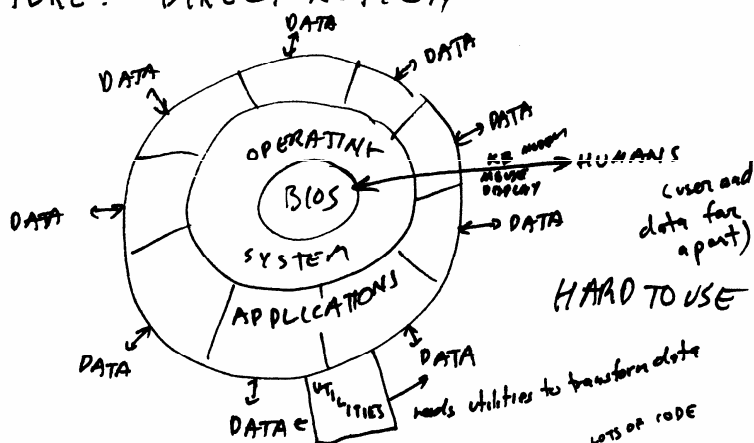 DIRECT
DATA
DATA
DATA
DATA
OPERATING
MOUSE
DISPLAY
HUMANS
BIOS
(user and
data far
apart)
DATA
DATA
SYSTEM
HARD TO USE
APPLICATIONS
DATA
DATA
UTILITIES
needs utilities to transform data
DATA
LOTS OF CODE